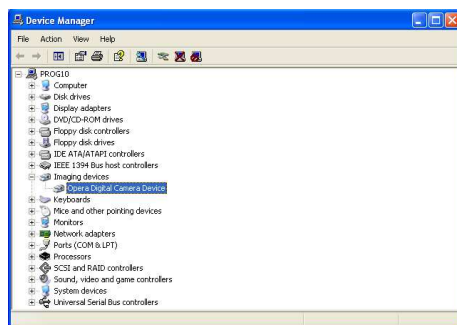 Device Manager
File Action View Help
PROG10
Computer
Disk drives
Display adapters
DVD/CD-ROM drives
Floppy disk controllers
Floppy disk drives
IDE ATA/ATAPI controllers
IEEE 1394 Bus host controllers
Imaging devices
Opera Digital Camera Device
Keyboards
Mice and other pointing devices
Monitors
Network adapters
Ports (COM & LPT)
Processors
SCSI and RAID controllers
Sound, video and game controllers
System devices
Universal Serial Bus controllers